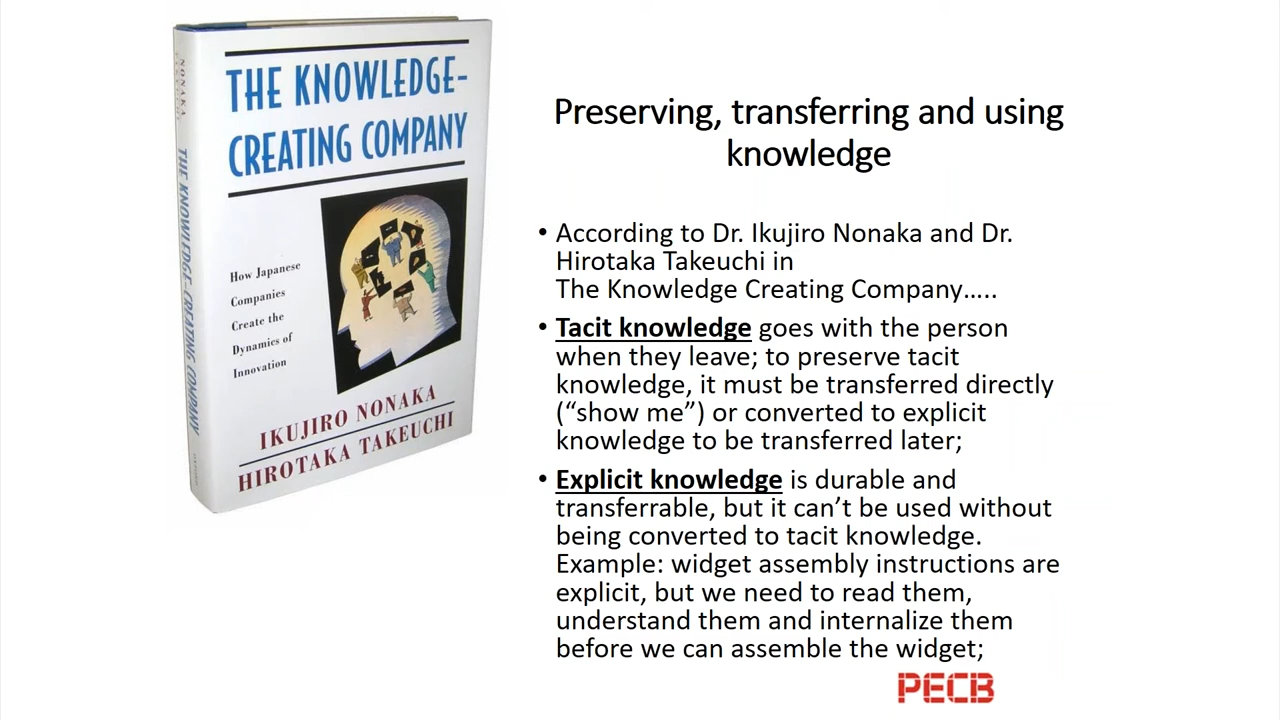 THE KNOWLEDGE-
CREATING COMPANY
How Japanese
Companies
Create the
Dynamics of
Innovation
IKUJIRO NONAKA
HIROTAKA TAKEUCHI
NONAKA
THE KNOWLEDGE-CREATING COMPANY
Preserving, transferring and using
knowledge
• According to Dr. Ikujiro Nonaka and Dr.
Hirotaka Takeuchi in
The Knowledge Creating Company.....
• Tacit knowledge goes with the person
when they leave; to preserve tacit
knowledge, it must be transferred directly
(“show me”) or converted to explicit
knowledge to be transferred later;
• Explicit knowledge is durable and
transferrable, but it can’t be used without
being converted to tacit knowledge.
Example: widget assembly instructions are
explicit, but we need to read them,
understand them and internalize them
before we can assemble the widget;
PECB